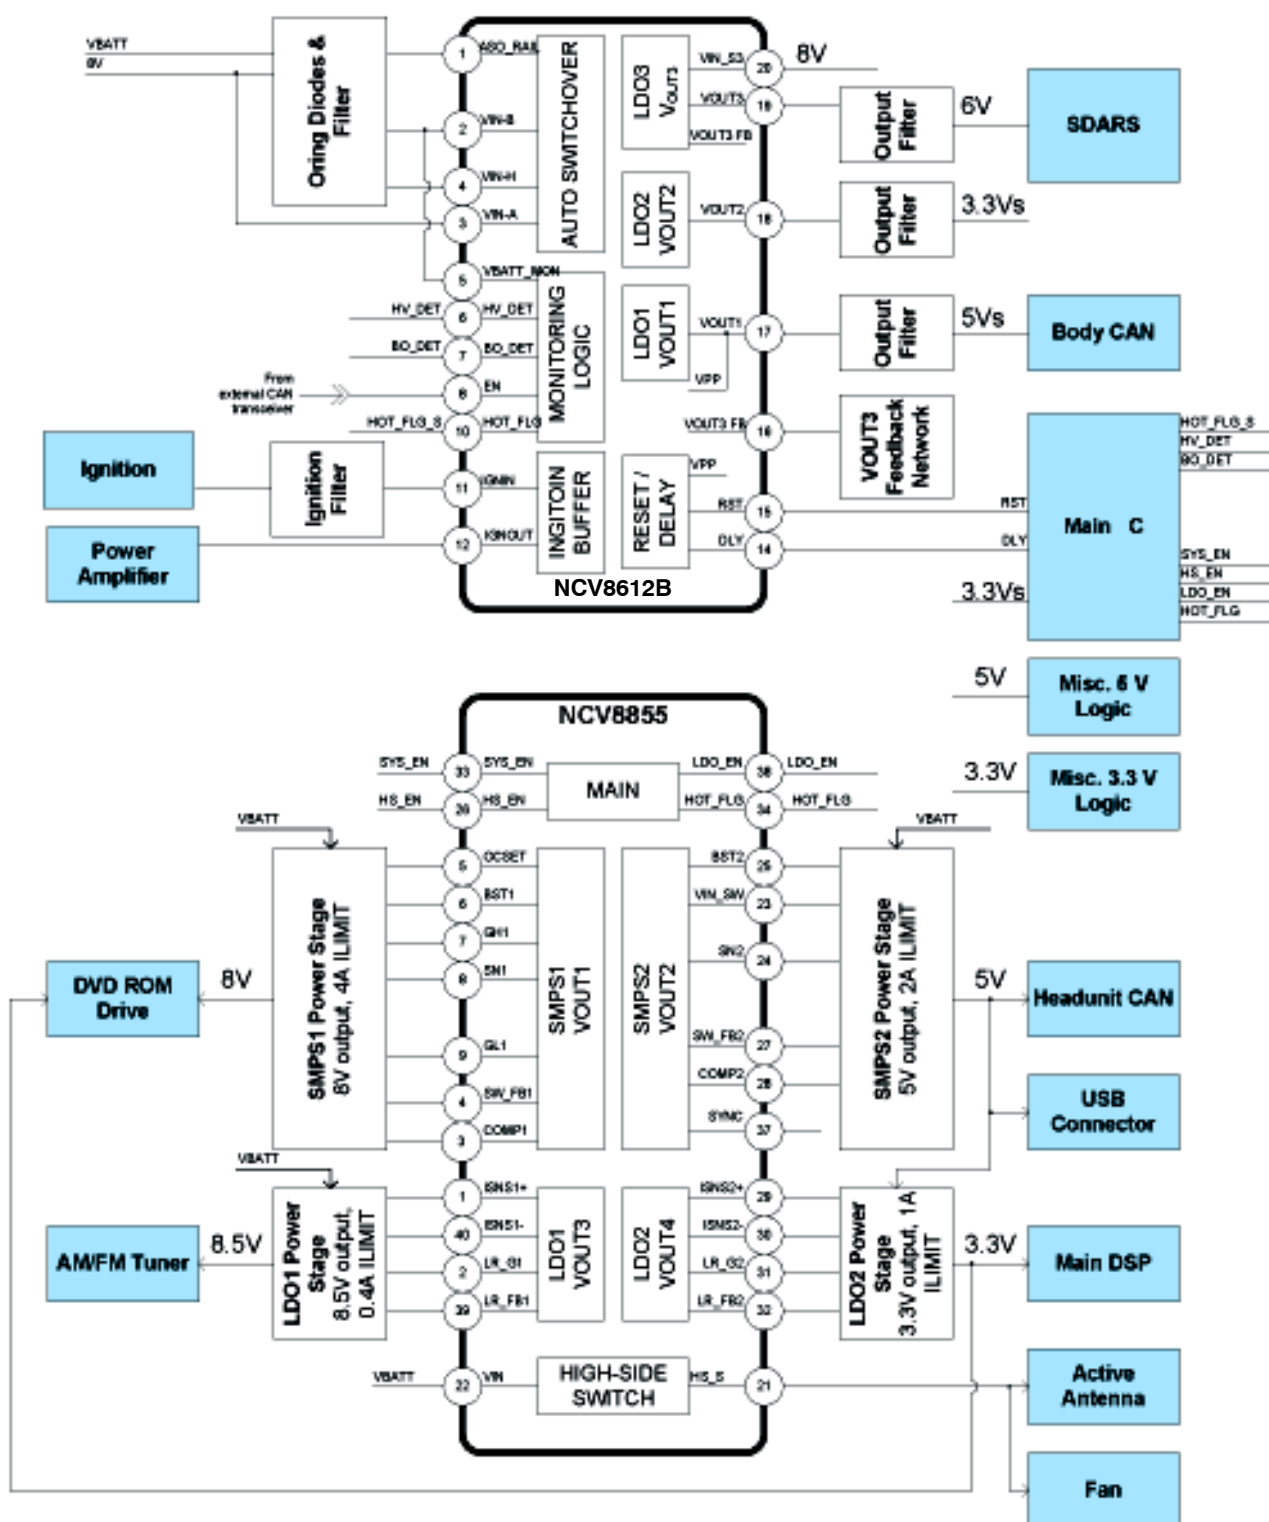 VBATT
8V
Oring Diodes &
Filter
1
ASO_RAIL
2
VIN-B
4
VIN-H
3
VIN-A
AUTO SWITCHOVER
LDO3
VOUT3
VIN_S3
20
8V
VOUT3
19
VOUT3 FB
Output
Filter
6V
SDARS
LDO2
VOUT2
VOUT2
18
Output
Filter
3.3Vs
5
VBATT_MON
HV_DET
6
HV_DET
BO_DET
7
BO_DET
From
external CAN
transceiver
8
EN
HOT_FLG_S
10
HOT_FLG
MONITORING
LOGIC
LDO1
VOUT1
VOUT1
17
VPP
Output
Filter
5Vs
Body CAN
VOUT3 FB
16
VOUT3
Feedback
Network
Ignition
Ignition
Filter
11
IGNIN
Power
Amplifier
12
IGNOUT
INGITOIN
BUFFER
RESET /
DELAY
VPP
RST
15
RST
DLY
14
DLY
NCV8612B
Main C
HOT_FLG_S
HV_DET
BO_DET
SYS_EN
HS_EN
LDO_EN
HOT_FLG
3.3Vs
5V
Misc. 5 V
Logic
3.3V
Misc. 3.3 V
Logic
NCV8855
SYS_EN
33
SYS_EN
HS_EN
26
HS_EN
MAIN
LDO_EN
38
LDO_EN
HOT_FLG
34
HOT_FLG
VBATT
SMPS1 Power Stage
8V output, 4A ILIMIT
5
OCSET
6
BST1
7
GH1
8
SN1
9
GL1
4
SW_FB1
3
COMP1
SMPS1
VOUT1
SMPS2
VOUT2
BST2
25
VIN_SW
23
SN2
24
SW_FB2
27
COMP2
28
SYNC
37
VBATT
SMPS2 Power Stage
5V output, 2A ILIMIT
DVD ROM
Drive
8V
5V
Headunit CAN
USB
Connector
VBATT
LDO1 Power
Stage
8.5V output,
0.4A ILIMIT
AM/FM Tuner
8.5V
1
ISNS1+
40
ISNS1-
2
LR_G1
39
LR_FB1
LDO1
VOUT3
LDO2
VOUT4
ISNS2+
29
ISNS2-
30
LR_G2
31
LR_FB2
32
LDO2 Power
Stage
3.3V output, 1A
ILIMIT
3.3V
Main DSP
VBATT
22
VIN
HIGH-SIDE
SWITCH
HS_S
21
Active
Antenna
Fan